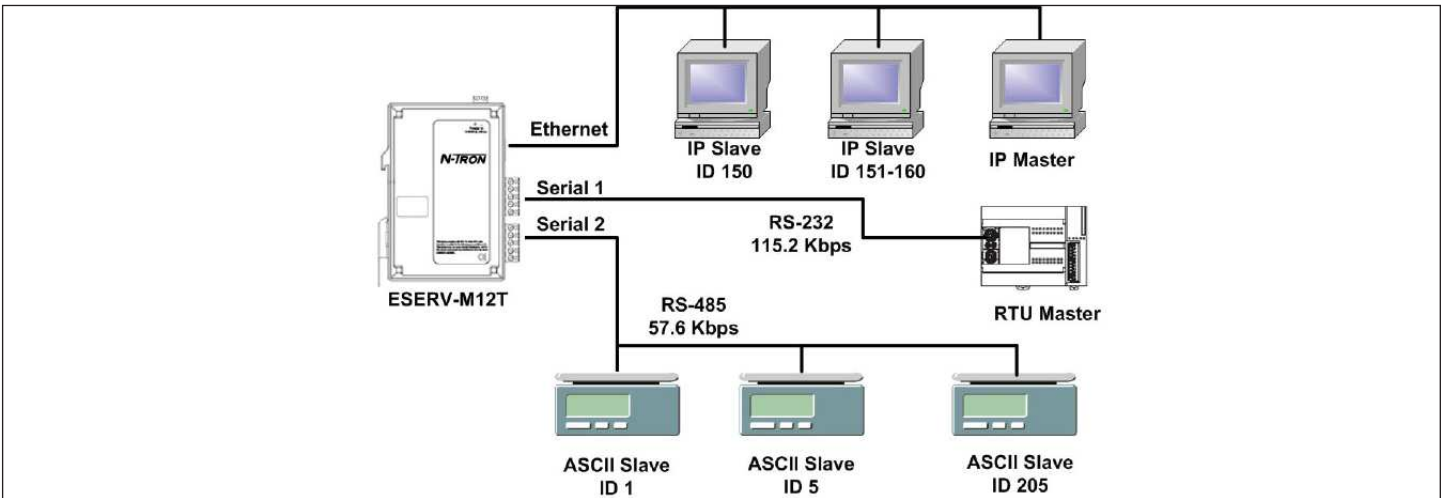 N-TRON
Ethernet
IP Slave
ID 150
IP Slave
ID 151-160
IP Master
Serial 1
Serial 2
RS-232
115.2 Kbps
ESERV-M12T
RS-485
57.6 Kbps
RTU Master
ASCII Slave
ID 1
ASCII Slave
ID 5
ASCII Slave
ID 205